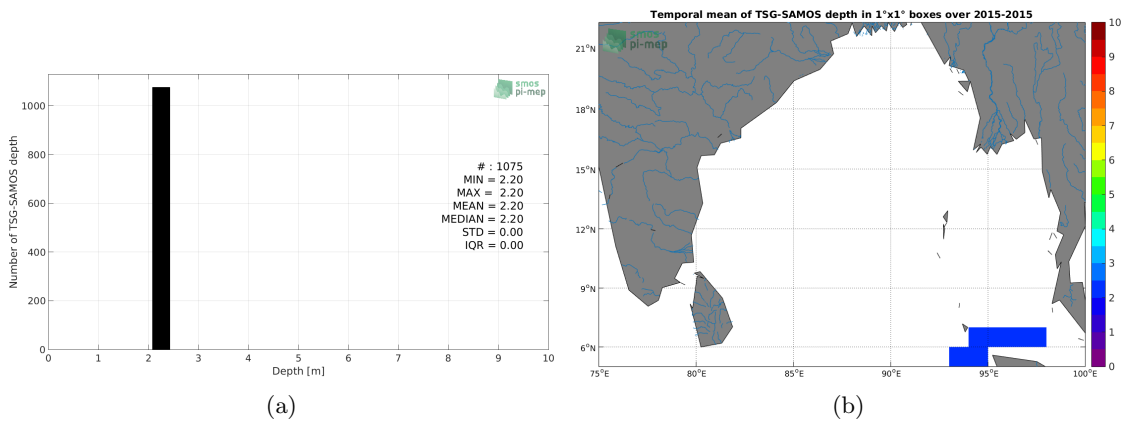 smos
pi-mep
# : 1075
MIN = 2.20
MAX = 2.20
MEAN = 2.20
MEDIAN = 2.20
STD = 0.00
IQR = 0.00
Number of TSG-SAMOS depth
1000
800
600
400
200
0
0 1 2 3 4 5 6 7 8 9 10
Depth [m]
(a)
Temporal mean of TSG-SAMOS depth in 1°x1° boxes over 2015-2015
smos
pi-mep
21°N
18°N
15°N
12°N
9°N
6°N
75°E 80°E 85°E 90°E 95°E 100°E
10
9
8
7
6
5
4
3
2
1
0
(b)